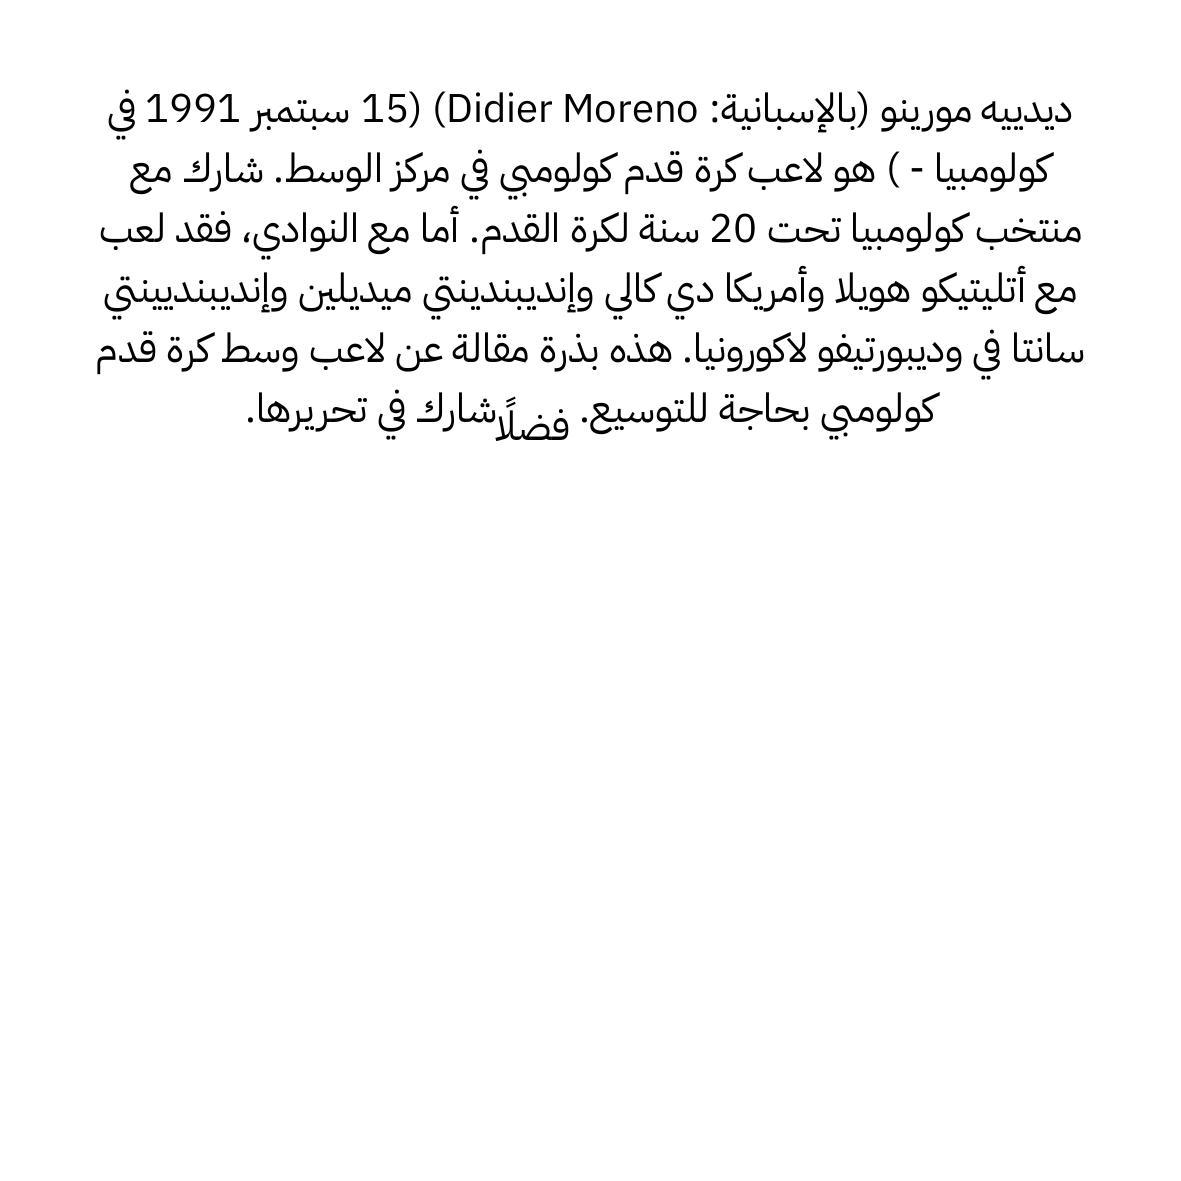 ديدييه مورينو (بالإسبانية: Didier Moreno) (15 سبتمبر 1991 في
كولومبيا - ) هو لاعب كرة قدم كولومبي في مركز الوسط. شارك مع
منتخب كولومبيا تحت 20 سنة لكرة القدم. أما مع النوادي، فقد لعب
مع أتليتيكو هويلا وأمريكا دي كالي وإنديبندينتي ميديلين وإنديبنديينتي
سانتا في وديبورتيفو لاكورونيا. هذه بذرة مقالة عن لاعب وسط كرة قدم
كولومبي بحاجة للتوسيع. فضلًا شارك في تحريرها.